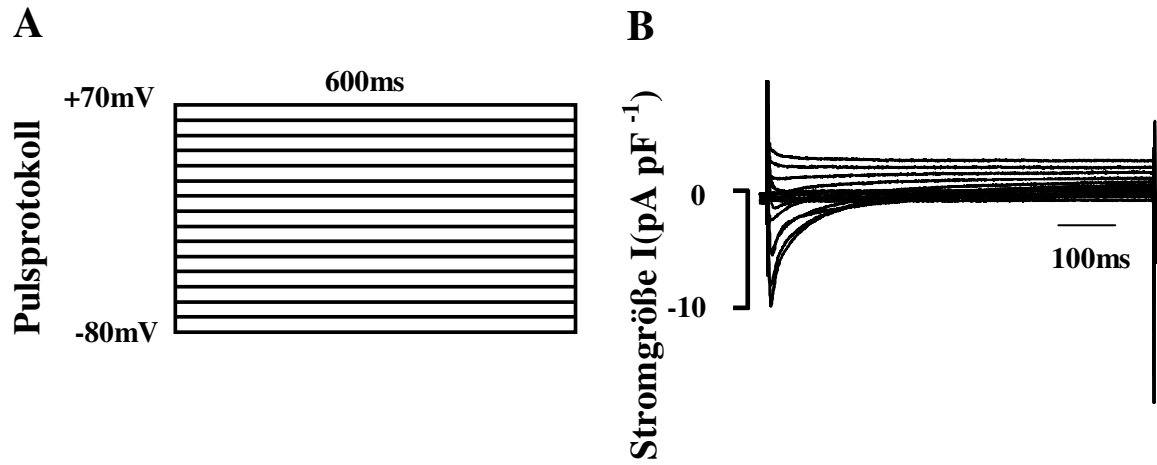 A
Pulsprotokoll
+70mV
600ms
-80mV
B
Stromgröße I(pA pF⁻¹)
0
-10
100ms